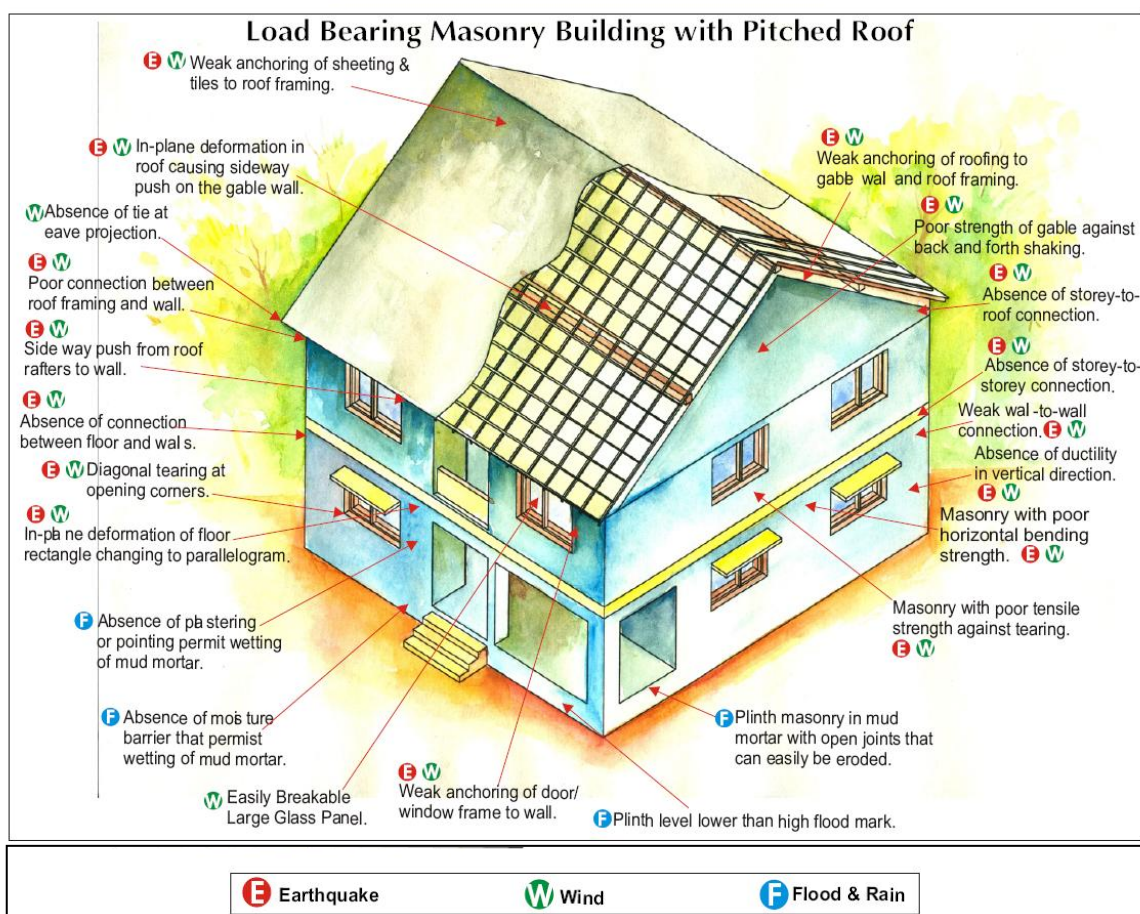 Load Bearing Masonry Building with Pitched Roof
E W Weak anchoring of sheeting &
tiles to roof framing.
E W In-plane deformation in
roof causing sideway
push on the gable wall.
W Absence of tie at
eave projection.
E W
Poor connection between
roof framing and wall.
E W
Side way push from roof
rafters to wall.
E W
Absence of connection
between floor and wal s.
E W Diagonal tearing at
opening corners.
E W
In-plane deformation of floor
rectangle changing to parallelogram.
F Absence of plastering
or pointing permit wetting
of mud mortar.
F Absence of mois ture
barrier that permist
wetting of mud mortar.
W Easily Breakable
Large Glass Panel.
E W
Weak anchoring of door/
window frame to wall.
F Plinth level lower than high flood mark.
F Plinth masonry in mud
mortar with open joints that
can easily be eroded.
E W
Weak anchoring of roofing to
gable wal and roof framing.
E W
Poor strength of gable against
back and forth shaking.
E W
Absence of storey-to-
roof connection.
E W
Absence of storey-to-
storey connection.
Weak wal-to-wall
connection. E W
Absence of ductility
in vertical direction.
E W
Masonry with poor
horizontal bending
strength. E W
Masonry with poor tensile
strength against tearing.
E W
E Earthquake W Wind F Flood & Rain